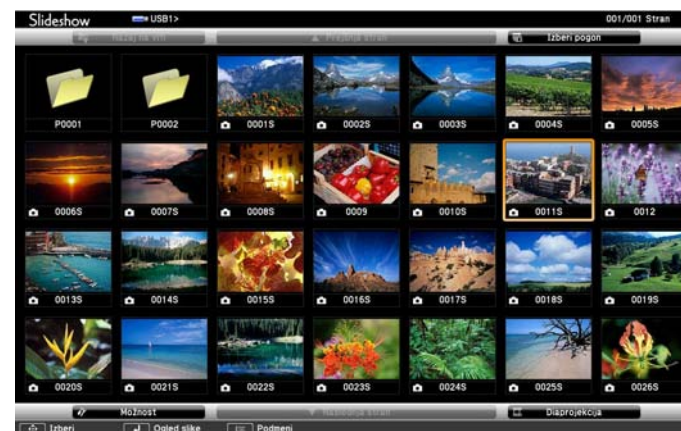 Slideshow USB1> 001/001 Stran
Nazaj na vrh Prejšnja stran Izberi pogon
P0001 P0002 0001S 0002S 0003S 0004S 0005S
0006S 0007S 0008S 0009 0010S 0011S 0012
0013S 0014S 0015S 0016S 0017S 0018S 0019S
0020S 0021S 0022S 0023S 0024S 0025S 0026S
Možnost Naslednja stran Diaprojekcija
Izberi Ogled slike Podmeni